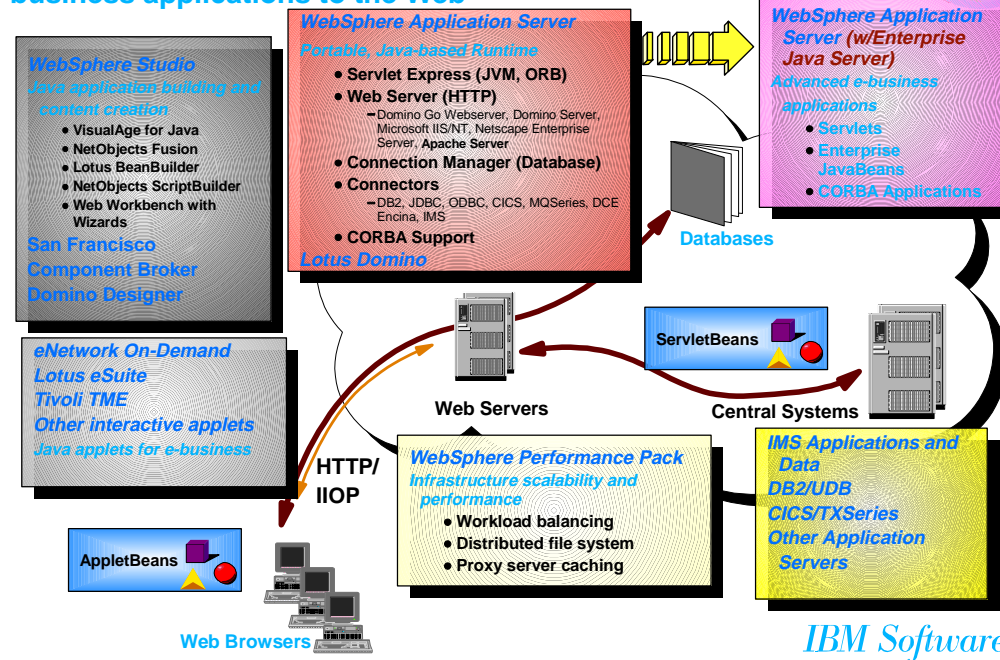 business applications to the Web
WebSphere Studio
Java application building and
content creation
• VisualAge for Java
• NetObjects Fusion
• Lotus BeanBuilder
• NetObjects ScriptBuilder
• Web Workbench with
Wizards
San Francisco
Component Broker
Domino Designer
WebSphere Application Server
Portable, Java-based Runtime
• Servlet Express (JVM, ORB)
• Web Server (HTTP)
– Domino Go Webserver, Domino Server,
Microsoft IIS/NT, Netscape Enterprise
Server, Apache Server
• Connection Manager (Database)
• Connectors
– DB2, JDBC, ODBC, CICS, MQSeries, DCE
Encina, IMS
• CORBA Support
Lotus Domino
WebSphere Application
Server (w/Enterprise
Java Server)
Advanced e-business
applications
• Servlets
• Enterprise
JavaBeans
• CORBA Applications
Databases
eNetwork On-Demand
Lotus eSuite
Tivoli TME
Other interactive applets
Java applets for e-business
ServletBeans
Web Servers
Central Systems
HTTP/
IIOP
WebSphere Performance Pack
Infrastructure scalability and
performance
• Workload balancing
• Distributed file system
• Proxy server caching
IMS Applications and
Data
DB2/UDB
CICS/TXSeries
Other Application
Servers
AppletBeans
Web Browsers
IBM Software